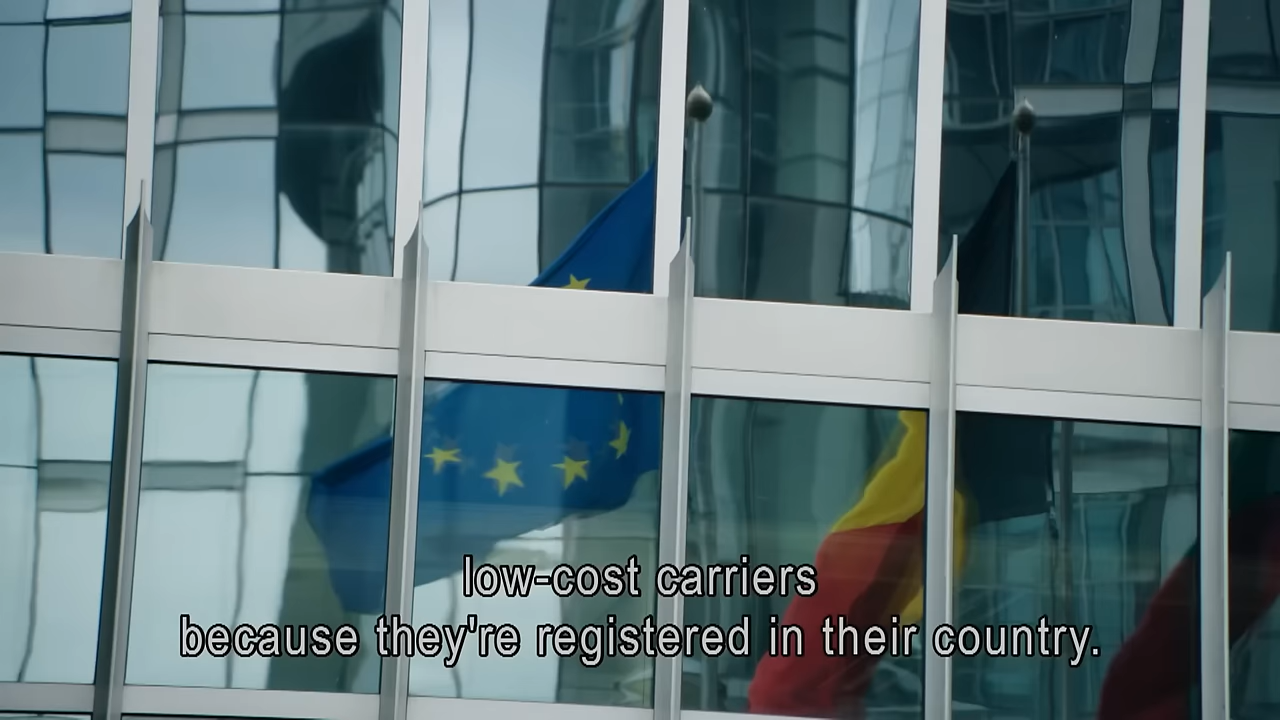 low-cost carriers
because they're registered in their country.